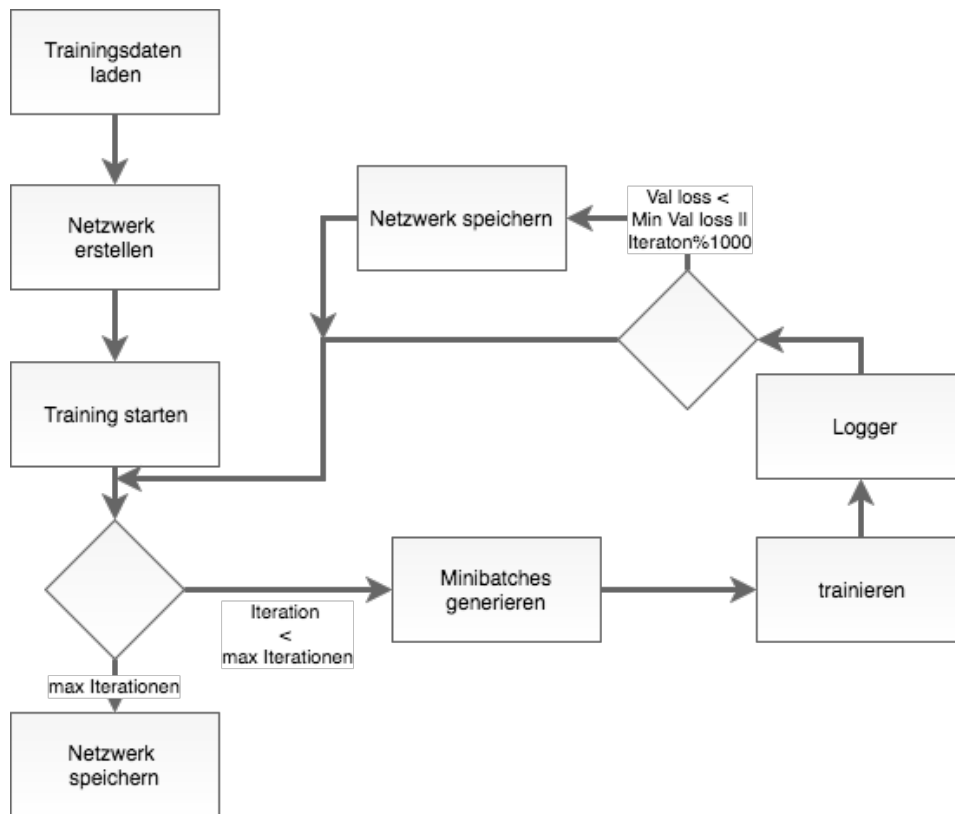 Trainingsdaten
laden
Netzwerk
erstellen
Training starten
Netzwerk speichern
Val loss <
Min Val loss ||
Iteraton%1000
Logger
Minibatches
generieren
trainieren
Iteration
<
max Iterationen
max Iterationen
Netzwerk
speichern